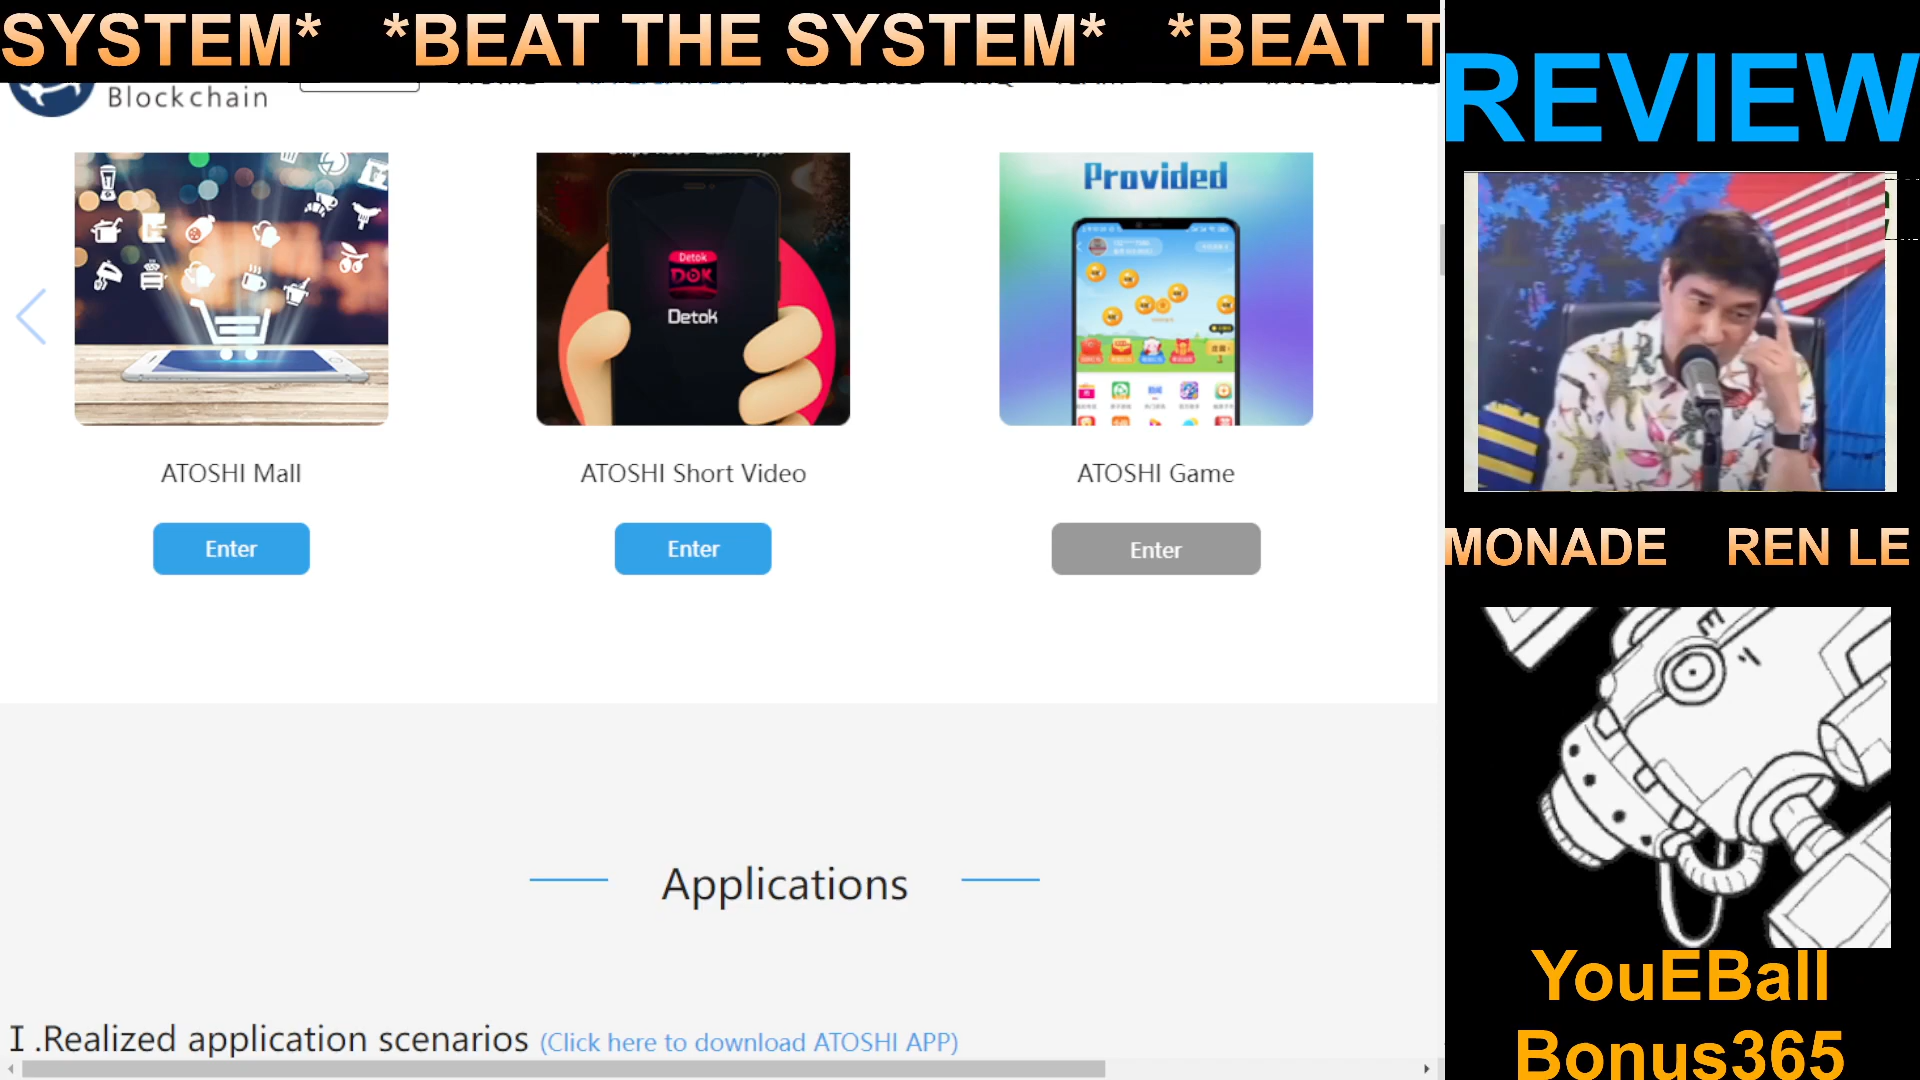 SYSTEM* *BEAT THE SYSTEM* *BEAT T
REVIEW
Blockchain
Provided
Detok
DOK
Detok
ATOSHI Mall
ATOSHI Short Video
ATOSHI Game
Enter
Enter
Enter
MONADE REN LE
Applications
I .Realized application scenarios (Click here to download ATOSHI APP)
YouEBall
Bonus365